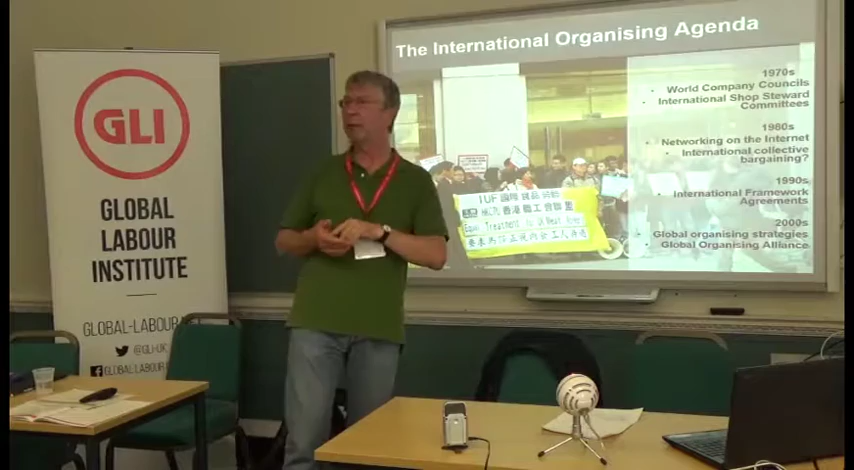 GLI
GLOBAL
LABOUR
INSTITUTE
GLOBAL-LABOUR.
@GLI-UK
GLOBAL LABOUR
The International Organising Agenda
1970s
• World Company Councils
• International Shop Steward
Committees
1980s
• Networking on the Internet
• International collective
bargaining?
1990s
• International Framework
Agreements
2000s
• Global Organising strategies
• Global Organising Alliance
IUF
Equal Treatment to